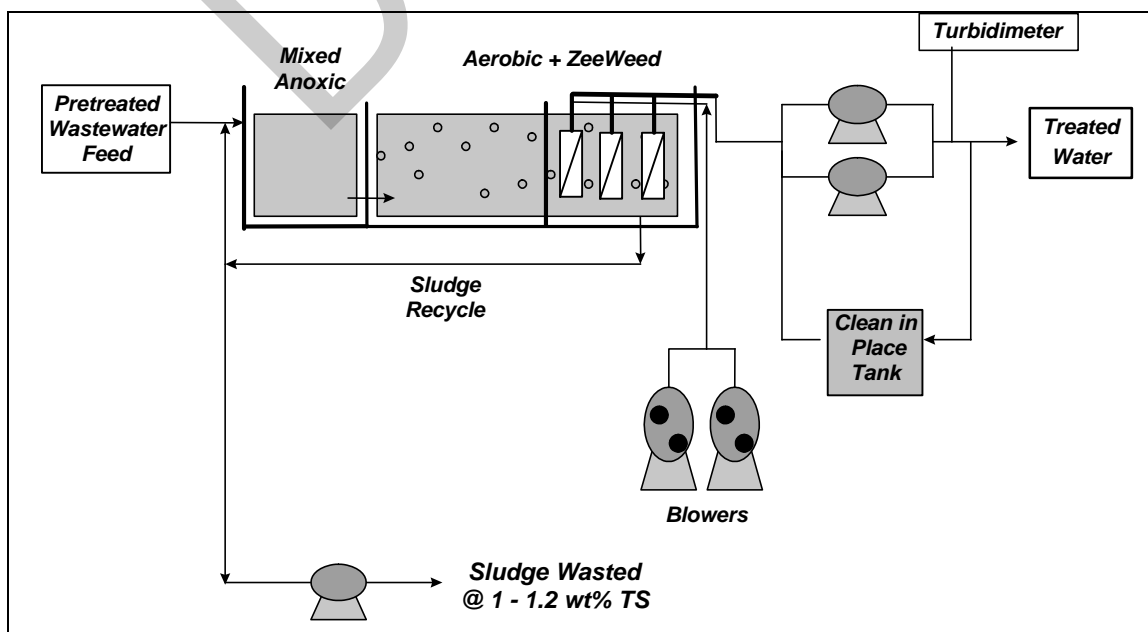 Turbidimeter
Mixed
Anoxic
Aerobic + ZeeWeed
Pretreated
Wastewater
Feed
Treated
Water
Sludge
Recycle
Clean in
Place
Tank
Blowers
Sludge Wasted
@ 1 - 1.2 wt% TS